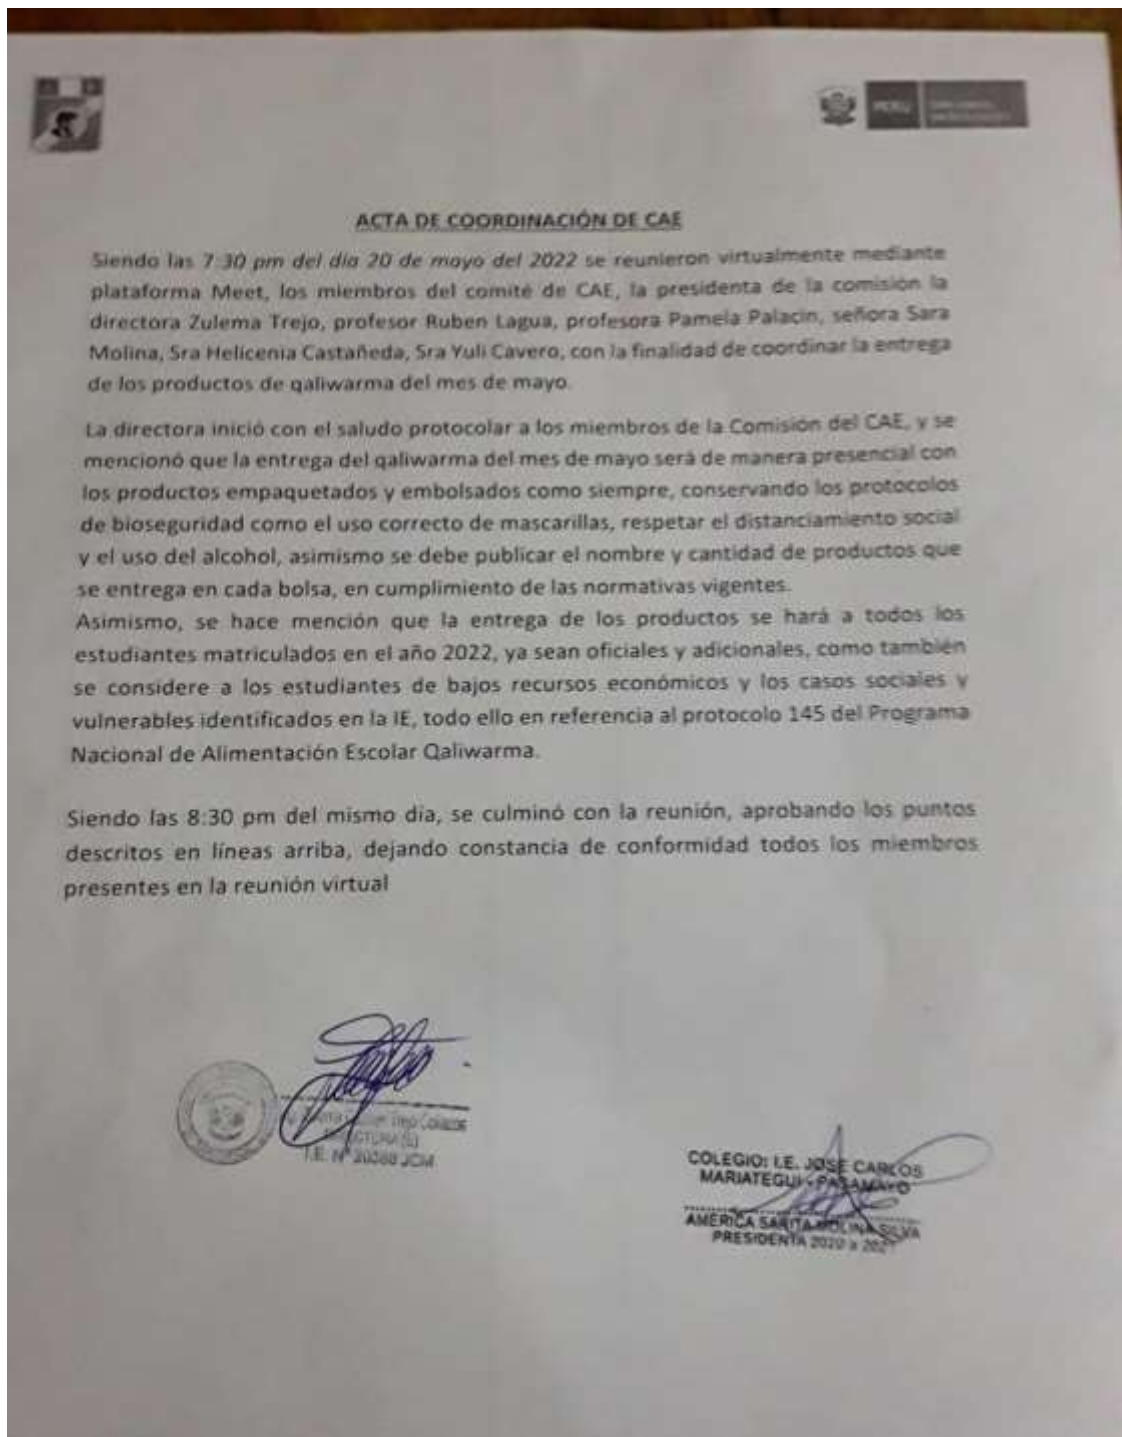 PERÚ
ACTA DE COORDINACIÓN DE CAE
Siendo las 7:30 pm del día 20 de mayo del 2022 se reunieron virtualmente mediante
plataforma Meet, los miembros del comité de CAE, la presidenta de la comisión la
directora Zulema Trejo, profesor Ruben Lagua, profesora Pamela Palacin, señora Sara
Molina, Sra Helicenia Castañeda, Sra Yuli Cavero, con la finalidad de coordinar la entrega
de los productos de qaliwarma del mes de mayo.
La directora inició con el saludo protocolar a los miembros de la Comisión del CAE, y se
mencionó que la entrega del qaliwarma del mes de mayo será de manera presencial con
los productos empaquetados y embolsados como siempre, conservando los protocolos
de bioseguridad como el uso correcto de mascarillas, respetar el distanciamiento social
y el uso del alcohol, asimismo se debe publicar el nombre y cantidad de productos que
se entrega en cada bolsa, en cumplimiento de las normativas vigentes.
Asimismo, se hace mención que la entrega de los productos se hará a todos los
estudiantes matriculados en el año 2022, ya sean oficiales y adicionales, como también
se considere a los estudiantes de bajos recursos económicos y los casos sociales y
vulnerables identificados en la IE, todo ello en referencia al protocolo 145 del Programa
Nacional de Alimentación Escolar Qaliwarma.
Siendo las 8:30 pm del mismo día, se culminó con la reunión, aprobando los puntos
descritos en líneas arriba, dejando constancia de conformidad todos los miembros
presentes en la reunión virtual
Trejo
I.E. N° JCM
COLEGIO: I.E. JOSE CARLOS
MARIATEGUI - PASAMAYO
AMÉRICA SARITA MOLINA SILVA
PRESIDENTA 2020 a 2021